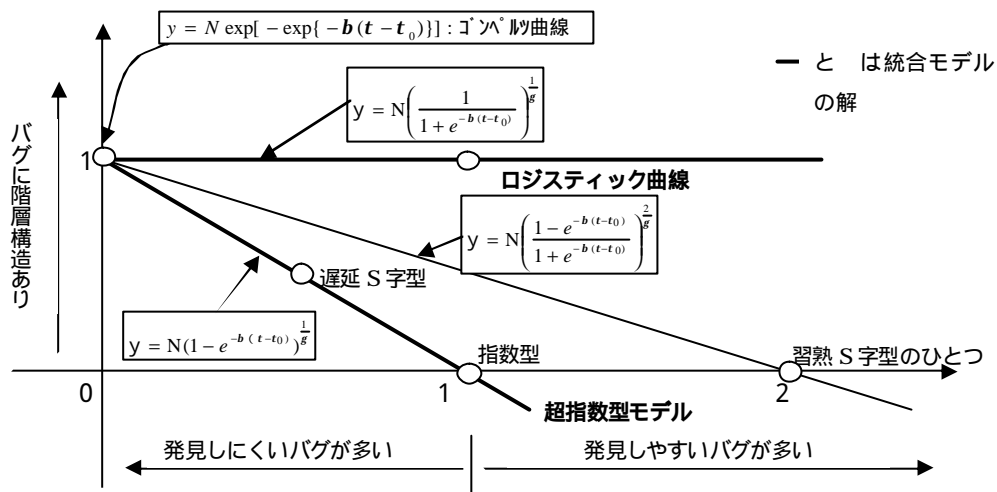 y = N exp[ − exp{ − b (t − t₀)}] : ｺﾞﾝﾍﾟﾙﾂ曲線
と　は統合モデル
の解
バグに階層構造あり
y = N(1/(1 + e^{−b (t−t₀)}))^{1/g}
1
ロジスティック曲線
y = N((1 − e^{−b (t−t₀)})/(1 + e^{−b (t−t₀)}))^{2/g}
遅延 S 字型
y = N(1 − e^{−b (t−t₀)})^{1/g}
指数型
習熟 S 字型のひとつ
0
1
2
超指数型モデル
発見しにくいバグが多い
発見しやすいバグが多い